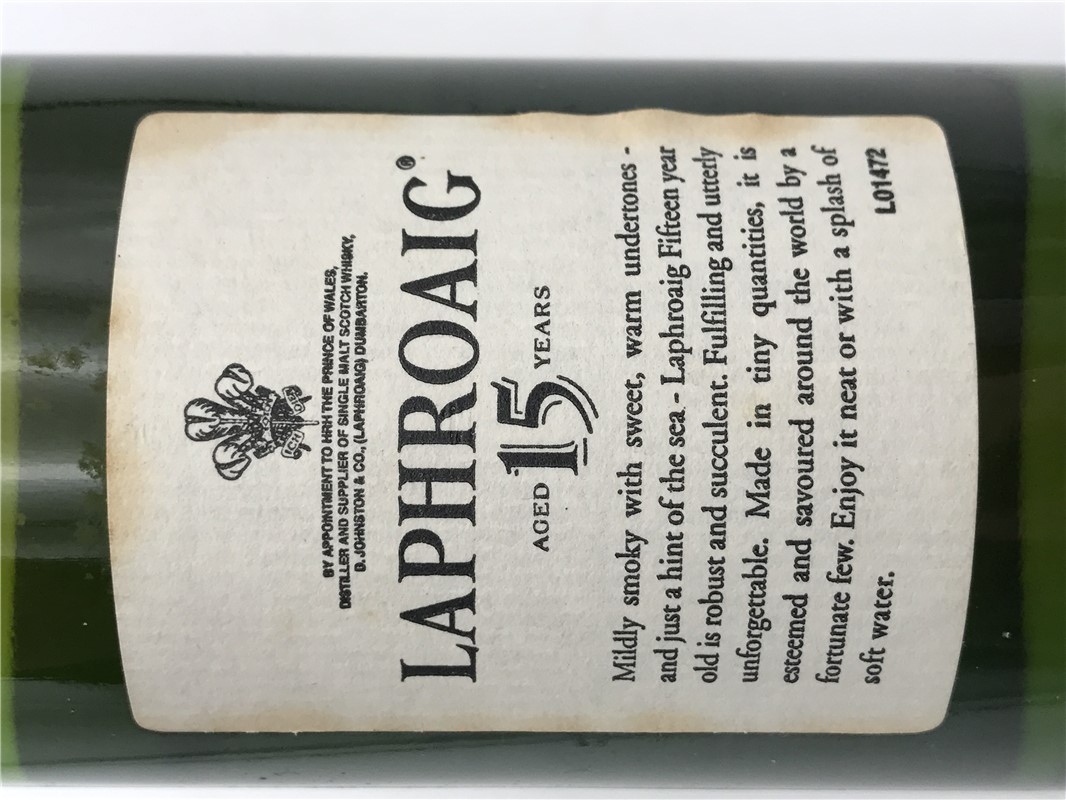 BY APPOINTMENT TO HRH THE PRINCE OF WALES,
DISTILLER AND SUPPLIER OF SINGLE MALT SCOTCH WHISKY,
D. JOHNSTON & CO., (LAPHROAIG) DUMBARTON.
LAPHROAIG®
AGED 15 YEARS
Mildly smoky with sweet, warm undertones -
and just a hint of the sea - Laphroaig Fifteen year
old is robust and succulent. Fulfilling and utterly
unforgettable. Made in tiny quantities, it is
esteemed and savoured around the world by a
fortunate few. Enjoy it neat or with a splash of
soft water.
L01472